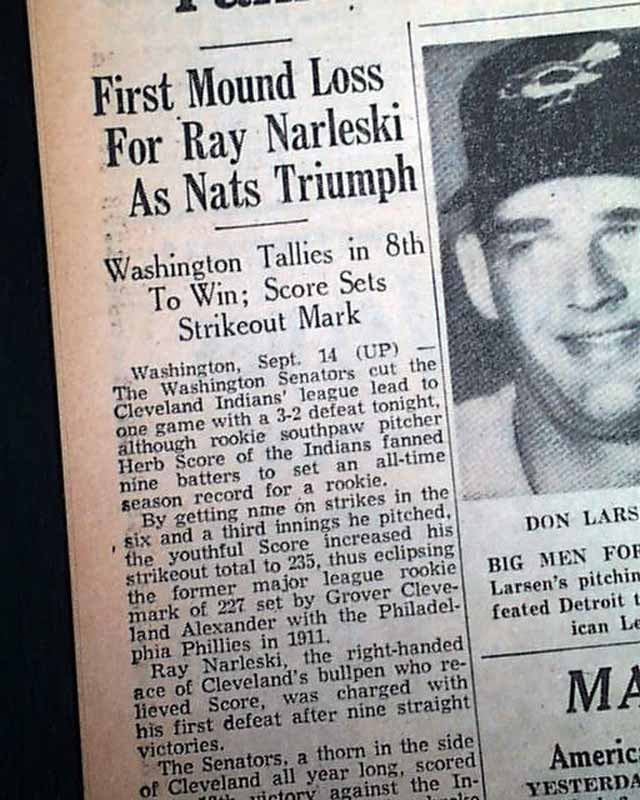 First Mound Loss
For Ray Narleski
As Nats Triumph
Washington Tallies in 8th
To Win; Score Sets
Strikeout Mark
Washington, Sept. 14 (UP) —
The Washington Senators cut the
Cleveland Indians' league lead to
one game with a 3-2 defeat tonight,
although rookie southpaw pitcher
Herb Score of the Indians fanned
nine batters to set an all-time
season record for a rookie.
By getting nine on strikes in the
six and a third innings he pitched,
the youthful Score increased his
strikeout total to 235, thus eclipsing
the former major league rookie
mark of 227 set by Grover Cleve-
land Alexander with the Philadel-
phia Phillies in 1911.
Ray Narleski, the right-handed
ace of Cleveland's bullpen who re-
lieved Score, was charged with
his first defeat after nine straight
victories.
The Senators, a thorn in the side
of Cleveland all year long, scored
victory against the In-
DON LARS
BIG MEN FOR
Larsen's pitchin
feated Detroit t
ican Le
MA
Americ
YESTERDA